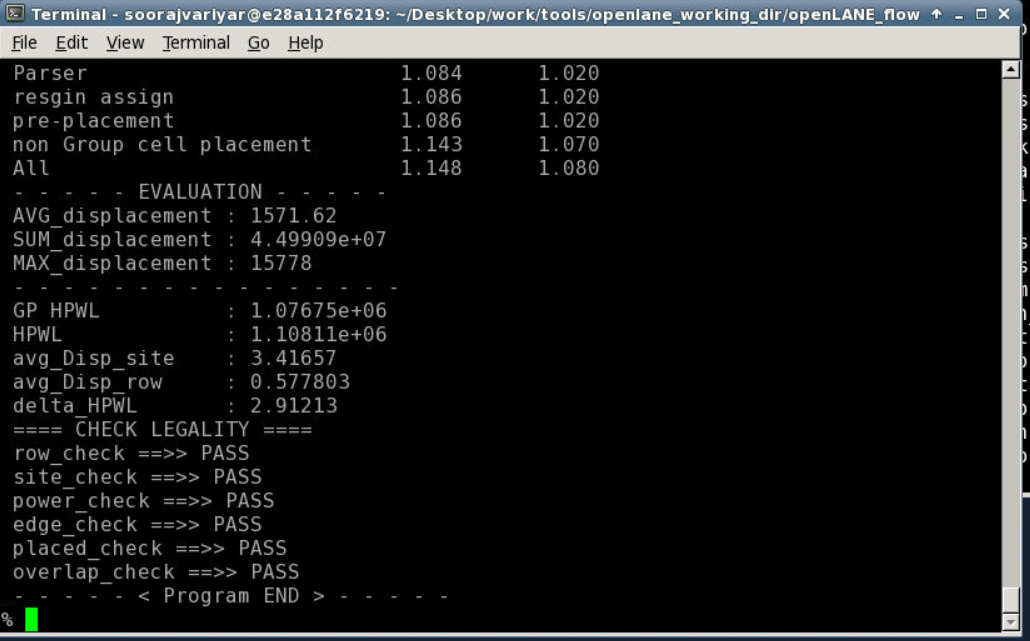 Terminal - soorajvariyar@e28a112f6219: ~/Desktop/work/tools/openlane_working_dir/openLANE_flow
File Edit View Terminal Go Help
Parser 1.084 1.020
resgin assign 1.086 1.020
pre-placement 1.086 1.020
non Group cell placement 1.143 1.070
All 1.148 1.080
- - - - - EVALUATION - - - - -
AVG_displacement : 1571.62
SUM_displacement : 4.49909e+07
MAX_displacement : 15778
- - - - - - - - - - - - - - - -
GP HPWL : 1.07675e+06
HPWL : 1.10811e+06
avg_Disp_site : 3.41657
avg_Disp_row : 0.577803
delta_HPWL : 2.91213
==== CHECK LEGALITY ====
row_check ==>> PASS
site_check ==>> PASS
power_check ==>> PASS
edge_check ==>> PASS
placed_check ==>> PASS
overlap_check ==>> PASS
- - - - - < Program END > - - - - -
%